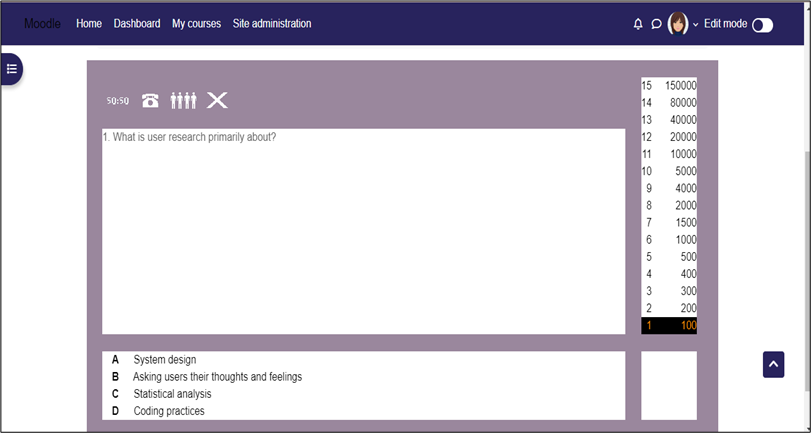 Moodle Home Dashboard My courses Site administration Edit mode
50:50
1. What is user research primarily about?
15 150000
14 80000
13 40000
12 20000
11 10000
10 5000
9 4000
8 2000
7 1500
6 1000
5 500
4 400
3 300
2 200
1 100
A System design
B Asking users their thoughts and feelings
C Statistical analysis
D Coding practices